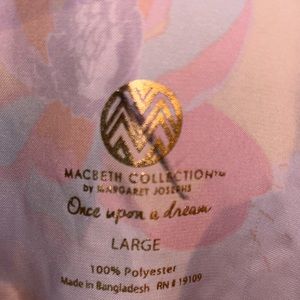 MACBETH COLLECTION™
BY MARGARET JOSEPHS
Once upon a dream
LARGE
100% Polyester
Made in Bangladesh RN # 19109